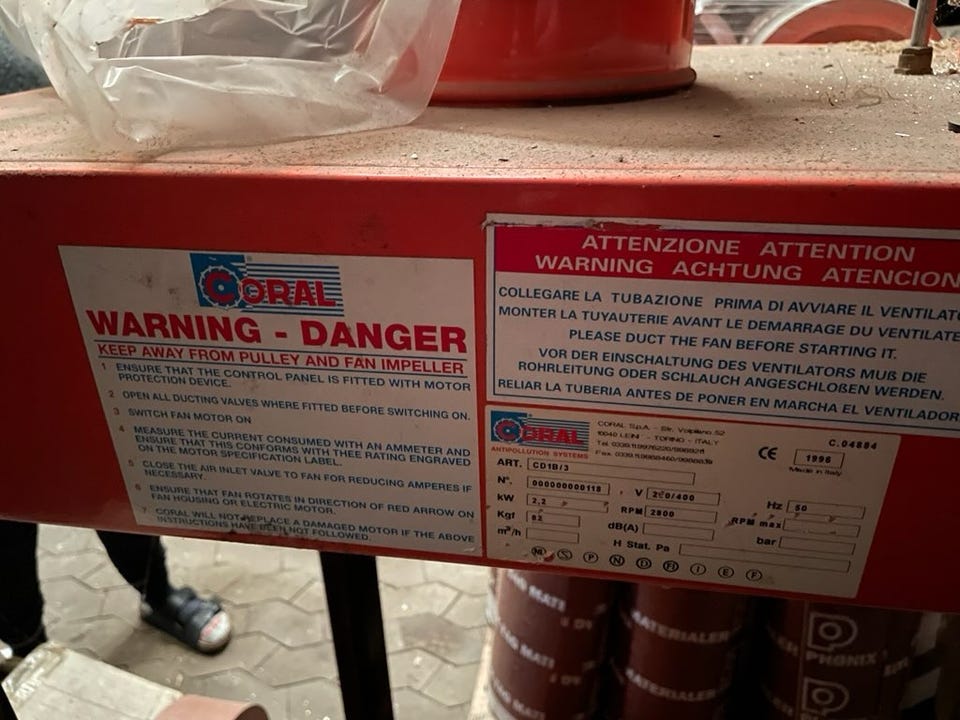 CORAL
WARNING - DANGER
KEEP AWAY FROM PULLEY AND FAN IMPELLER
1 ENSURE THAT THE CONTROL PANEL IS FITTED WITH MOTOR
PROTECTION DEVICE.
2 OPEN ALL DUCTING VALVES WHERE FITTED BEFORE SWITCHING ON.
3 SWITCH FAN MOTOR ON
4 MEASURE THE CURRENT CONSUMED WITH AN AMMETER AND
ENSURE THAT THIS CONFORMS WITH THEE RATING ENGRAVED
ON THE MOTOR SPECIFICATION LABEL.
5 CLOSE THE AIR INLET VALVE TO FAN FOR REDUCING AMPERES IF
NECESSARY.
6 ENSURE THAT FAN ROTATES IN DIRECTION OF RED ARROW ON
FAN HOUSING OR ELECTRIC MOTOR.
7 CORAL WILL NOT REPLACE A DAMAGED MOTOR IF THE ABOVE
INSTRUCTIONS HAVE BEEN NOT FOLLOWED.
ATTENZIONE ATTENTION
WARNING ACHTUNG ATENCION
COLLEGARE LA TUBAZIONE PRIMA DI AVVIARE IL VENTILATO
MONTER LA TUYAUTERIE AVANT LE DEMARRAGE DU VENTILATE
PLEASE DUCT THE FAN BEFORE STARTING IT.
VOR DER EINSCHALTUNG DES VENTILATORS MUß DIE
ROHRLEITUNG ODER SCHLAUCH ANGESCHLOßEN WERDEN.
RELIAR LA TUBERIA ANTES DE PONER EN MARCHA EL VENTILADOR
CORAL
ANTIPOLLUTION SYSTEMS
CORAL S.p.A. - Str. Volpiano 52
10040 LEINI - TORINO - ITALY
CE
C.04884
1996
Made in Italy
ART. CD1B/3
N°. 000000000118 V 230/400 Hz 50
kW 2,2 RPM 2800 RPM max
Kgf 82 dB(A) bar
m³/h H Stat. Pa
MATI
MATI
MATERIALER
MATERIALER
PHONIX